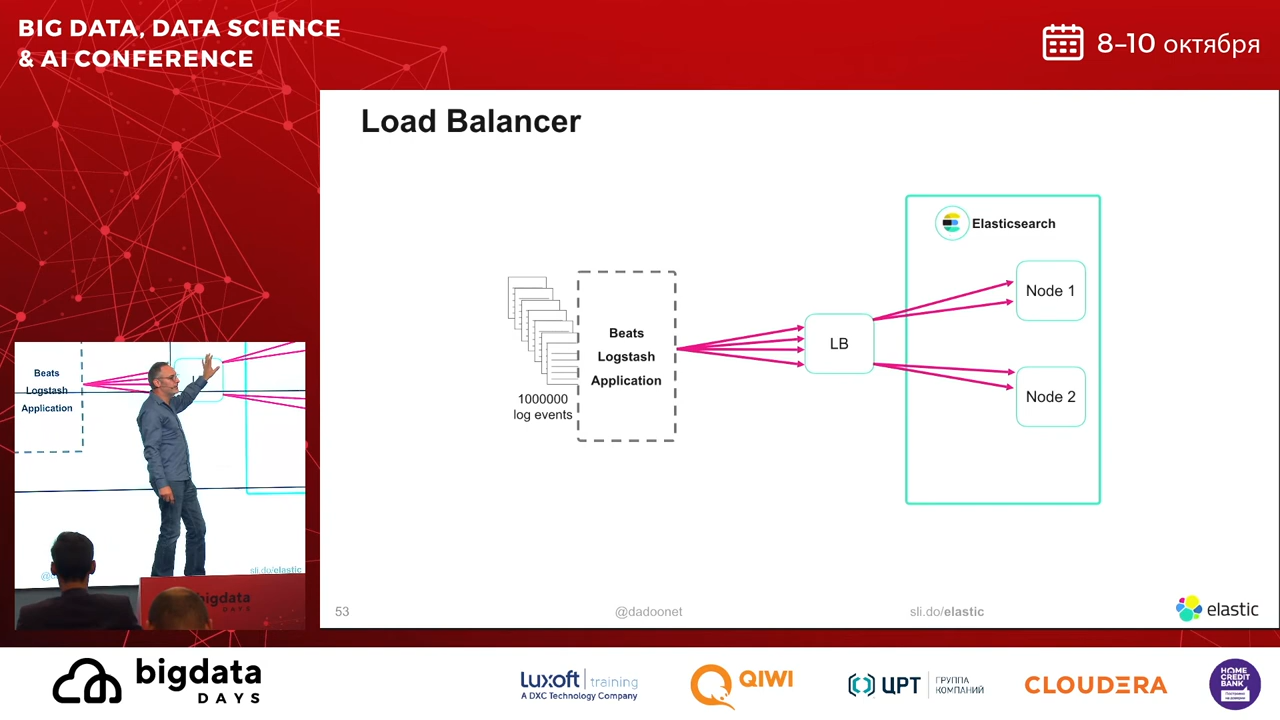 BIG DATA, DATA SCIENCE
& AI CONFERENCE
8–10 октября
Load Balancer
Elasticsearch
Node 1
Beats
Logstash
Application
LB
Node 2
1000000
log events
53
@dadoonet
sli.do/elastic
elastic
Beats
Logstash
Application
sli.do/elastic
bigdata
DAYS
bigdata
DAYS
Luxoft training
A DXC Technology Company
QIWI
ЦРТ ГРУППА
КОМПАНИЙ
CLOUDERA
HOME
CREDIT
BANK